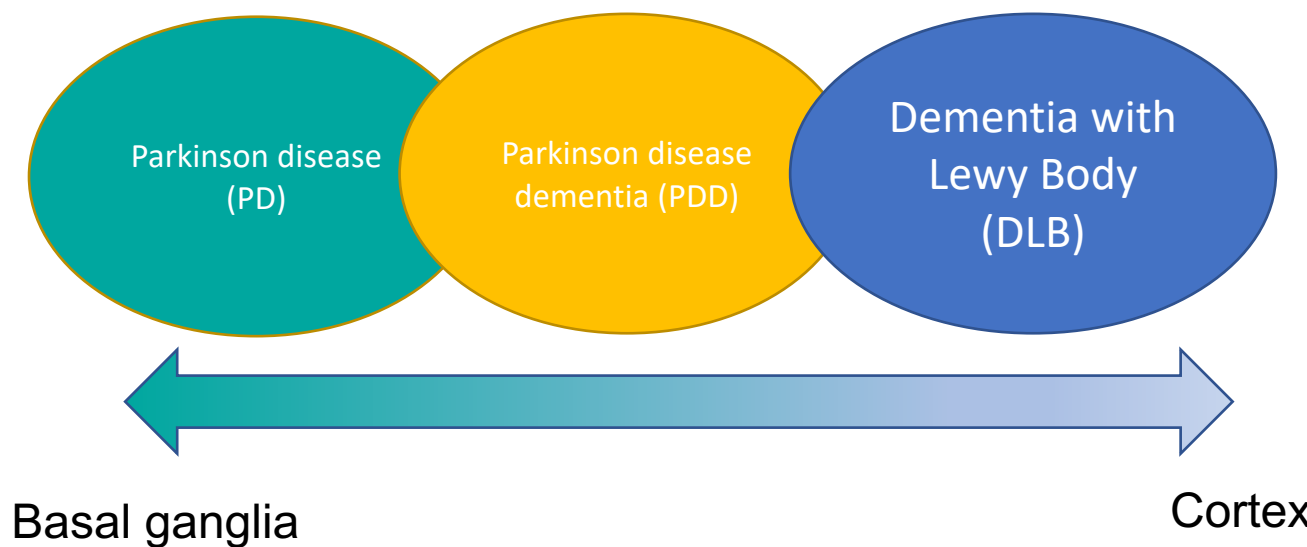 Parkinson disease
(PD)
Parkinson disease
dementia (PDD)
Dementia with
Lewy Body
(DLB)
Basal ganglia
Cortex